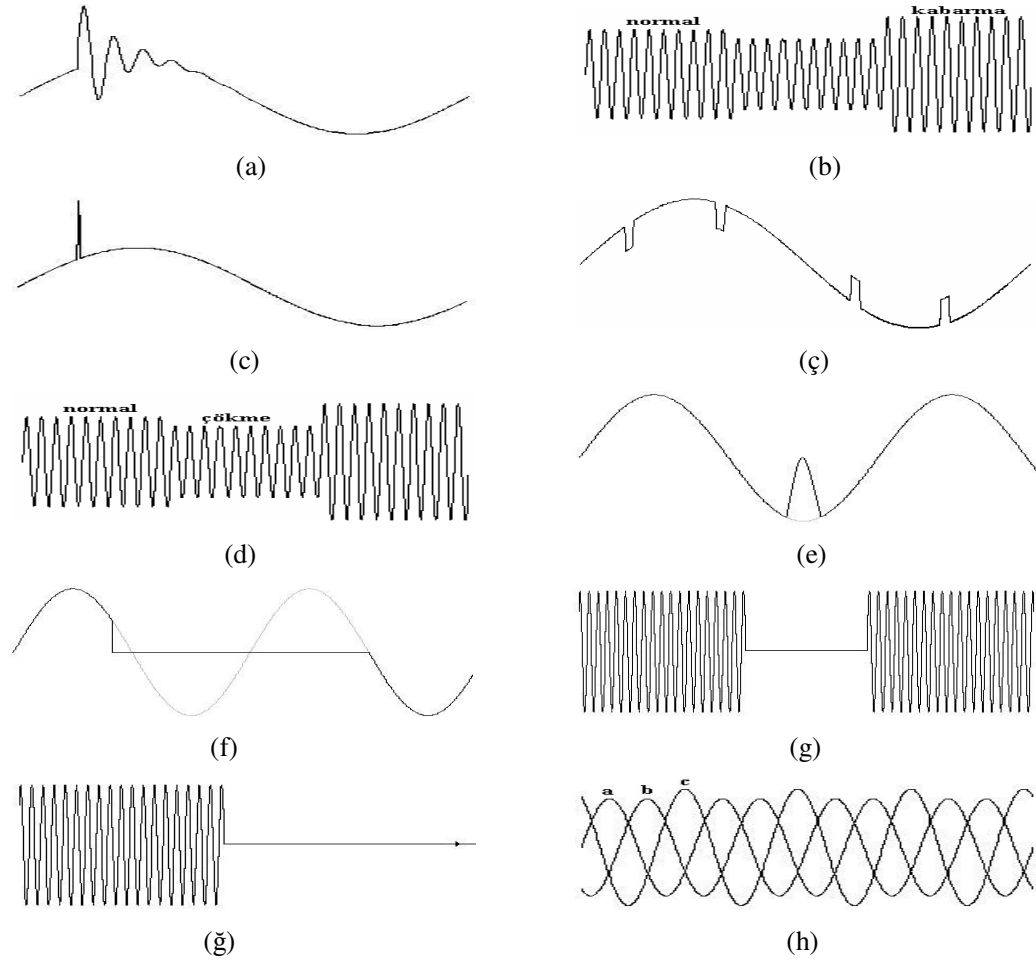 normal kabarma
(a) (b)
(c) (ç)
normal çökme
(d) (e)
(f) (g)
a b c
(ğ) (h)